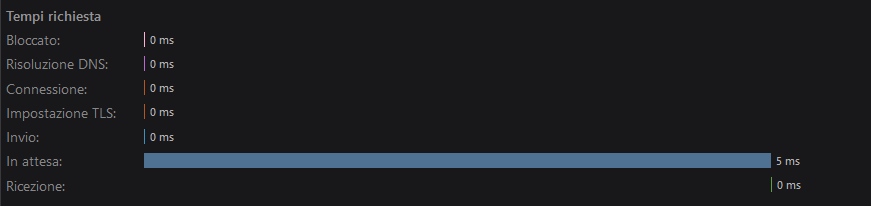 Tempi richiesta
Bloccato: 0 ms
Risoluzione DNS: 0 ms
Connessione: 0 ms
Impostazione TLS: 0 ms
Invio: 0 ms
In attesa: 5 ms
Ricezione: 0 ms